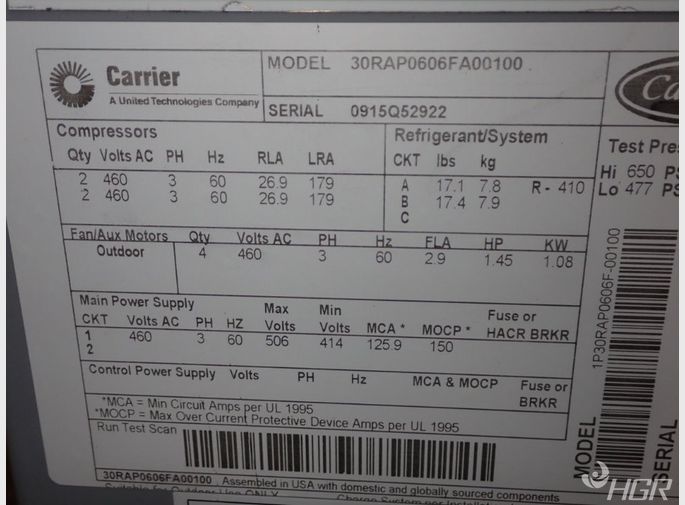 Carrier
A United Technologies Company
MODEL 30RAP0606FA00100
SERIAL 0915Q52922
Compressors
Qty Volts AC PH Hz RLA LRA
2 460 3 60 26.9 179
2 460 3 60 26.9 179
Refrigerant/System
CKT lbs kg
A 17.1 7.8 R - 410
B 17.4 7.9
C
Test Pre
Hi 650 PS
Lo 477 PS
Fan/Aux Motors Qty Volts AC PH Hz FLA HP KW
Outdoor 4 460 3 60 2.9 1.45 1.08
Main Power Supply Max Min Fuse or
CKT Volts AC PH HZ Volts Volts MCA * MOCP * HACR BRKR
1 460 3 60 506 414 125.9 150
2
Control Power Supply Volts PH Hz MCA & MOCP Fuse or
BRKR
*MCA = Min Circuit Amps per UL 1995
*MOCP = Max Over Current Protective Device Amps per UL 1995
Run Test Scan
30RAP0606FA00100 Assembled in USA with domestic and globally sourced components
Suitable for Outdoor Use ONLY
Ca
1P30RAP0606F-00100
MODEL
SERIAL
HGR